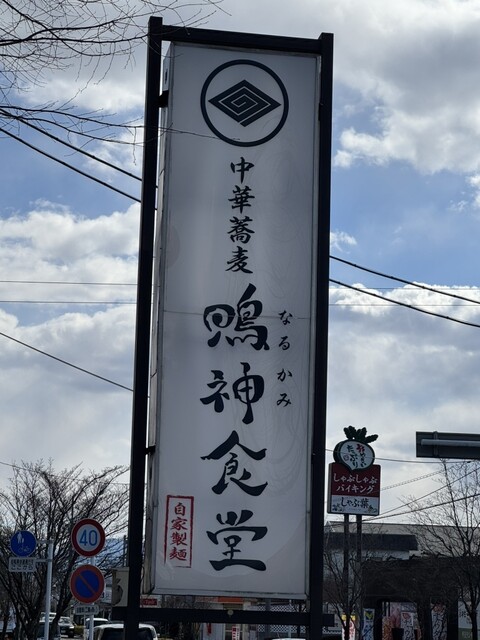 中華蕎麦
鳴神食堂
なるかみ
自家製麺
しゃぶしゃぶ
バイキング
しゃぶ葉
40